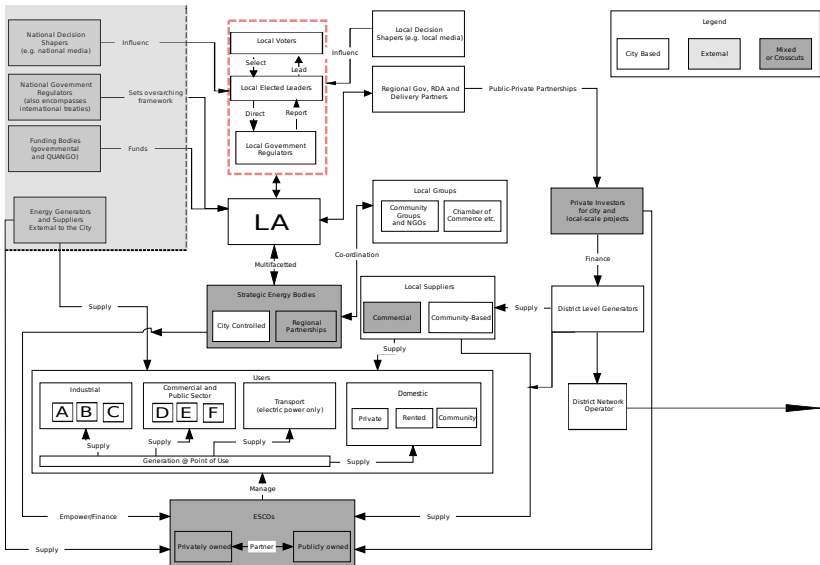 National Decision
Shapers
(e.g. national media)
Influenc
National Government
Regulators
(also encompasses
international treaties)
Sets overarching
framework
Funding Bodies
(governmental
and QUANGO)
Funds
Energy Generators
and Suppliers
External to the City
Local Voters
Select
Lead
Local Elected Leaders
Direct
Report
Local Government
Regulators
Influenc
Local Decision
Shapers (e.g. local media)
Regional Gov, RDA and
Delivery Partners
Public-Private Partnerships
Legend
City Based
External
Mixed
or Crosscuts
LA
Local Groups
Community
Groups
and NGOs
Chamber of
Commerce etc.
Private Investors
for city and
local-scale projects
Multifacetted
Co-ordination
Finance
Strategic Energy Bodies
City Controlled
Regional
Partnerships
Local Suppliers
Commercial
Community-Based
Supply
District Level Generators
Supply
Supply
Users
Industrial
A B C
Commercial and
Public Sector
D E F
Transport
(electric power only)
Domestic
Private
Rented
Community
District Network
Operator
Supply
Supply
Supply
Generation @ Point of Use
Supply
Manage
Empower/Finance
ESCOs
Supply
Privately owned
Partner
Publicly owned
Supply